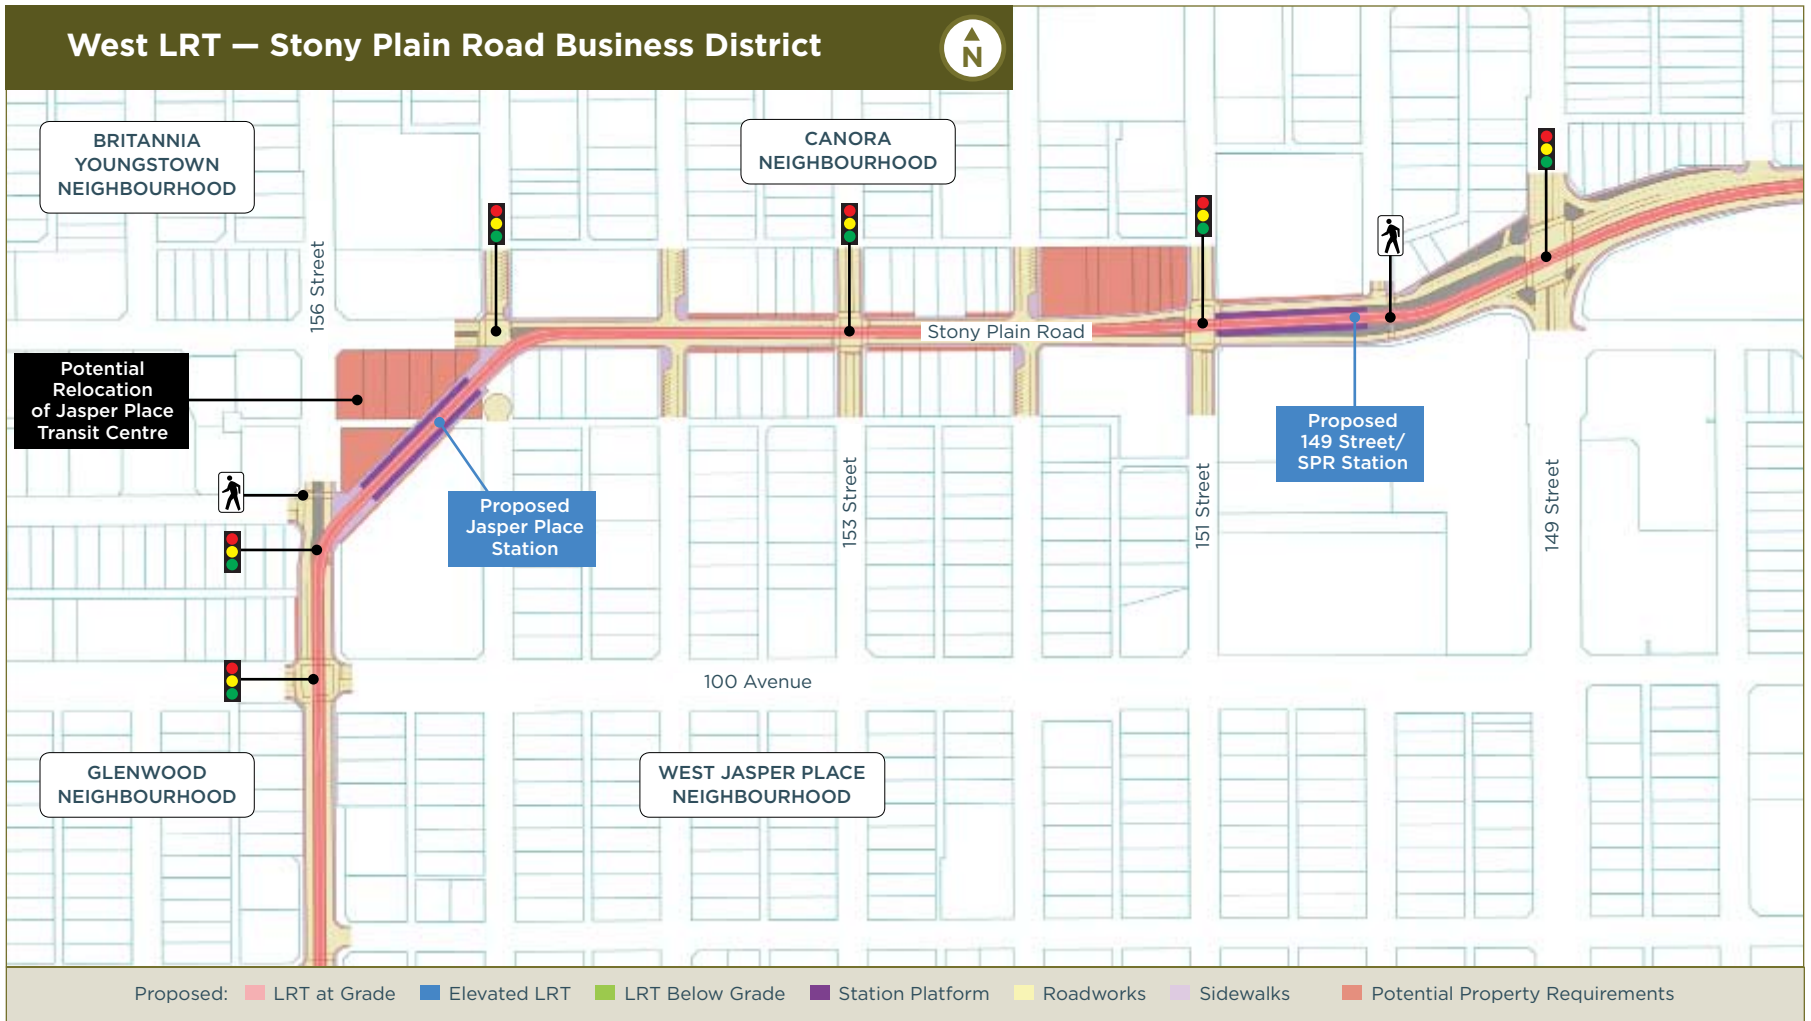 West LRT — Stony Plain Road Business District
N
BRITANNIA
YOUNGSTOWN
NEIGHBOURHOOD
CANORA
NEIGHBOURHOOD
156 Street
Stony Plain Road
Potential
Relocation
of Jasper Place
Transit Centre
Proposed
149 Street/
SPR Station
Proposed
Jasper Place
Station
153 Street
151 Street
149 Street
100 Avenue
GLENWOOD
NEIGHBOURHOOD
WEST JASPER PLACE
NEIGHBOURHOOD
Proposed: LRT at Grade Elevated LRT LRT Below Grade Station Platform Roadworks Sidewalks Potential Property Requirements